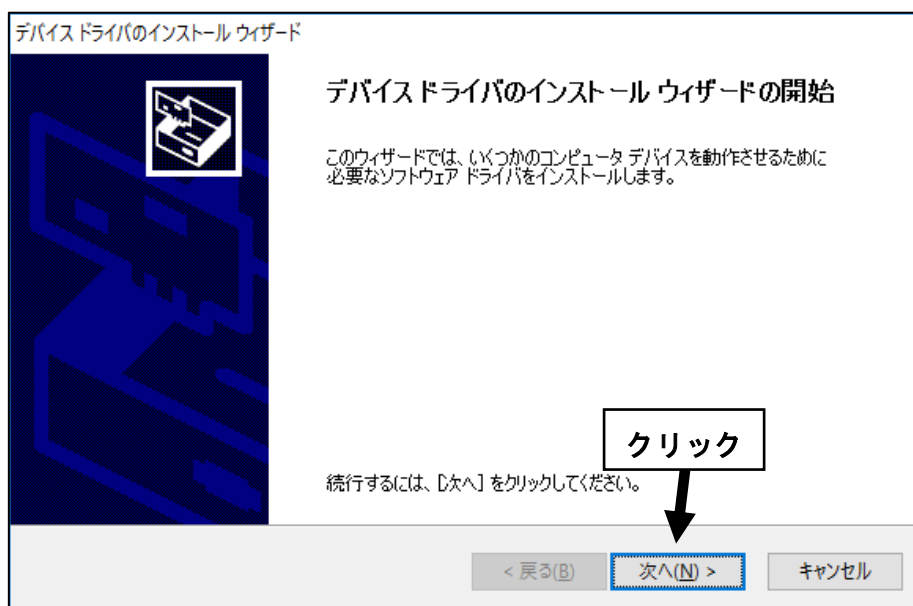 デバイス ドライバのインストール ウィザード
デバイス ドライバのインストール ウィザードの開始
このウィザードでは、いくつかのコンピュータ デバイスを動作させるために
必要なソフトウェア ドライバをインストールします。
クリック
続行するには、[次へ] をクリックしてください。
< 戻る(B)
次へ(N) >
キャンセル